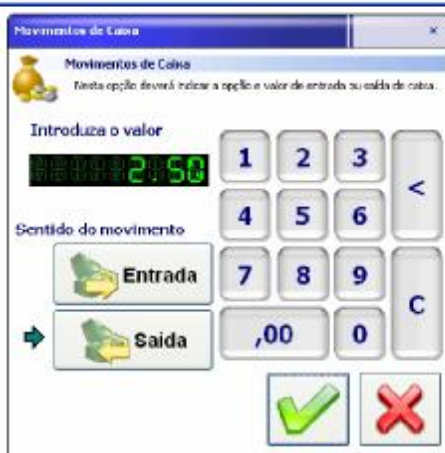 Movimentos de Caixa
Movimentos de Caixa
Nesta opção deverá indicar a opção e valor de entrada ou saída de caixa.
Introduza o valor
2.50
1 2 3 <
4 5 6
Sentido do movimento
Entrada
7 8 9 C
Saída
,00 0